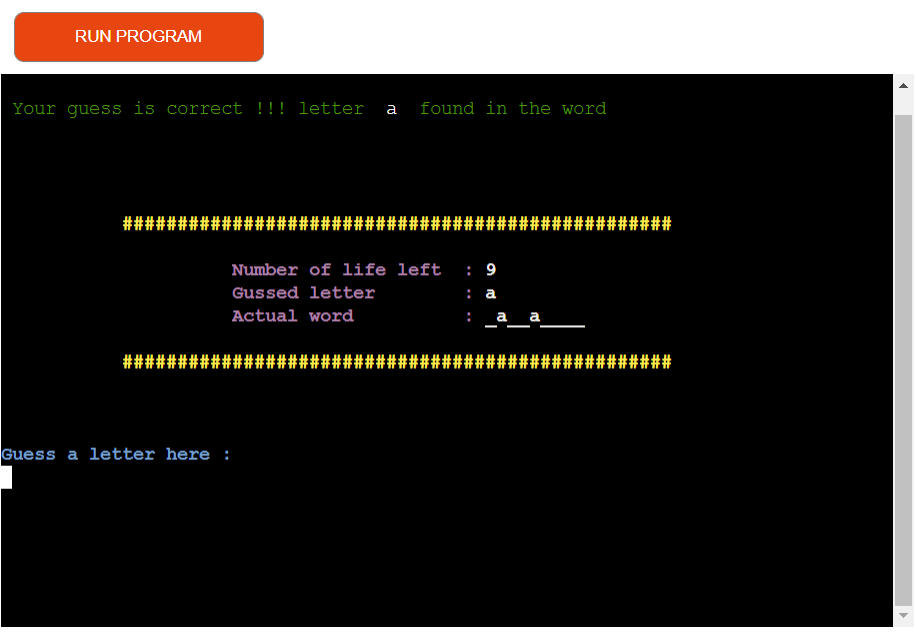 RUN PROGRAM
Your guess is correct !!! letter a found in the word
##################################################
Number of life left : 9
Gussed letter : a
Actual word : _a__a____
##################################################
Guess a letter here :